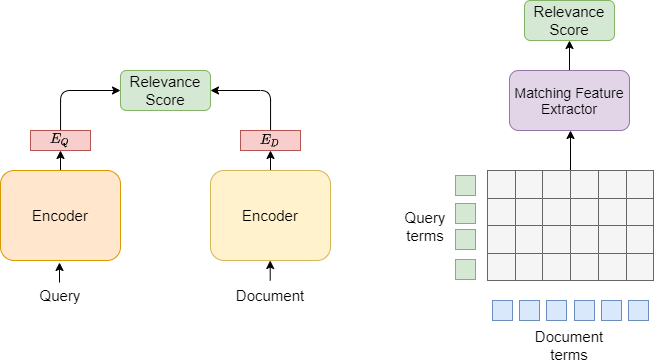 Relevance
Score
E_Q
E_D
Encoder
Encoder
Query
Document
Relevance
Score
Matching Feature
Extractor
Query
terms
Document
terms